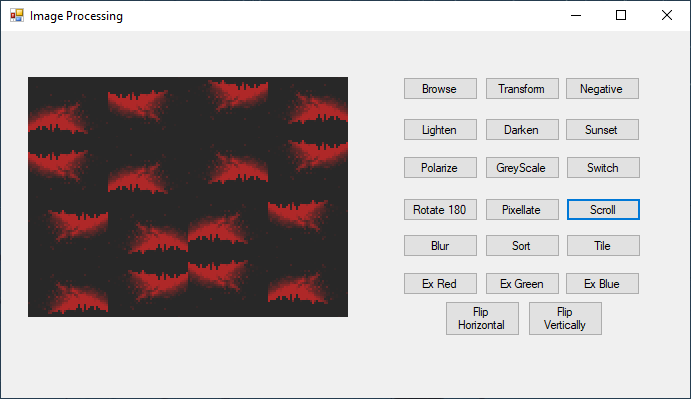 Image Processing
Browse
Transform
Negative
Lighten
Darken
Sunset
Polarize
GreyScale
Switch
Rotate 180
Pixellate
Scroll
Blur
Sort
Tile
Ex Red
Ex Green
Ex Blue
Flip
Horizontal
Flip
Vertically